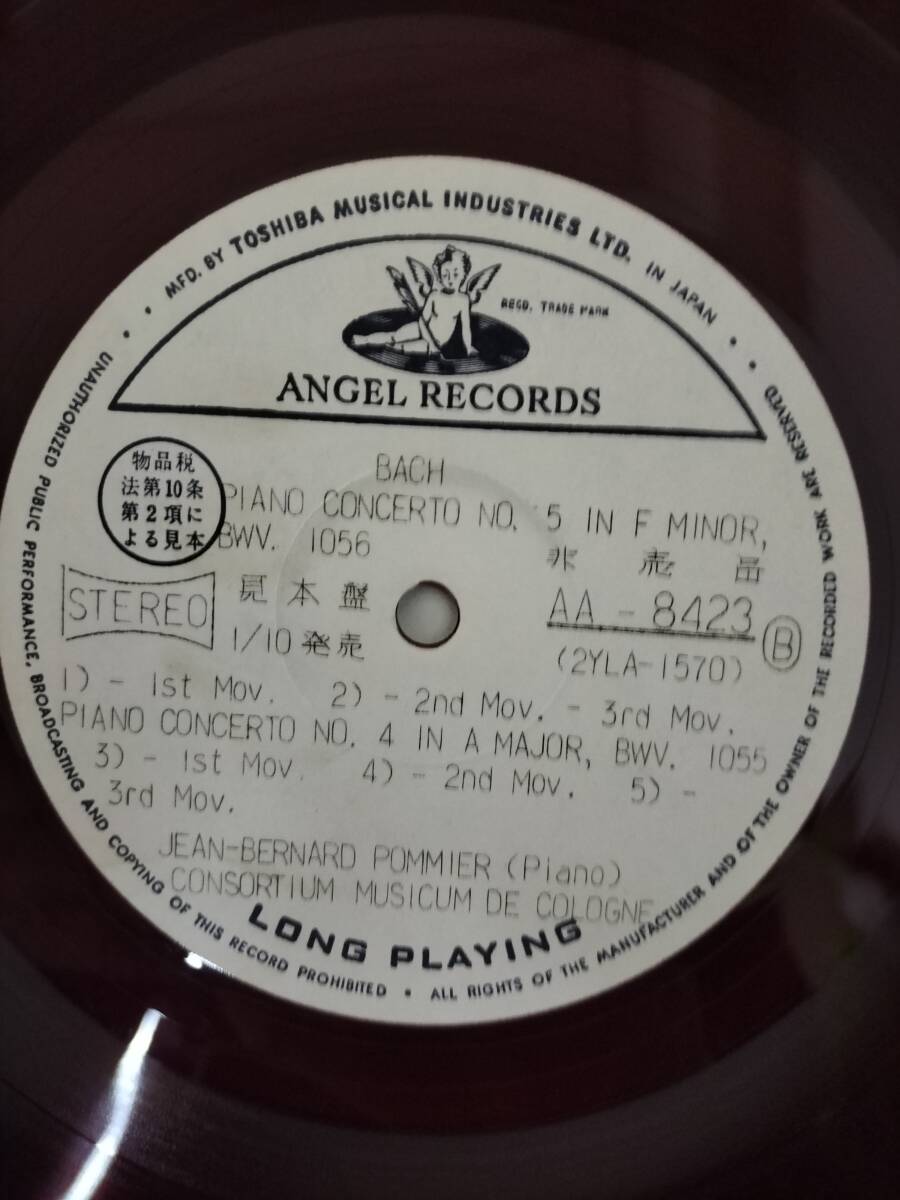 MFD. BY TOSHIBA MUSICAL INDUSTRIES LTD. IN JAPAN
REGD. TRADE MARK
ANGEL RECORDS
物品税
法第10条
第2項に
よる見本
BACH
PIANO CONCERTO NO. 5 IN F MINOR,
BWV. 1056
非売品
STEREO
見本盤
1/10発売
AA-8423
(2YLA-1570)
B
1) - 1st Mov. 2) - 2nd Mov. - 3rd Mov.
PIANO CONCERTO NO. 4 IN A MAJOR, BWV. 1055
3) - 1st Mov. 4) - 2nd Mov. 5) -
3rd Mov.
JEAN-BERNARD POMMIER (Piano)
CONSORTIUM MUSICUM DE COLOGNE
LONG PLAYING
UNAUTHORIZED PUBLIC PERFORMANCE, BROADCASTING AND COPYING OF THIS RECORD PROHIBITED • ALL RIGHTS OF THE MANUFACTURER AND OF THE OWNER OF THE RECORDED WORK ARE RESERVED